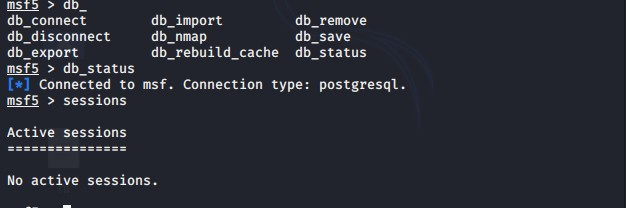 msf5 > db_
db_connect db_import db_remove
db_disconnect db_nmap db_save
db_export db_rebuild_cache db_status
msf5 > db_status
[*] Connected to msf. Connection type: postgresql.
msf5 > sessions
Active sessions
===============
No active sessions.